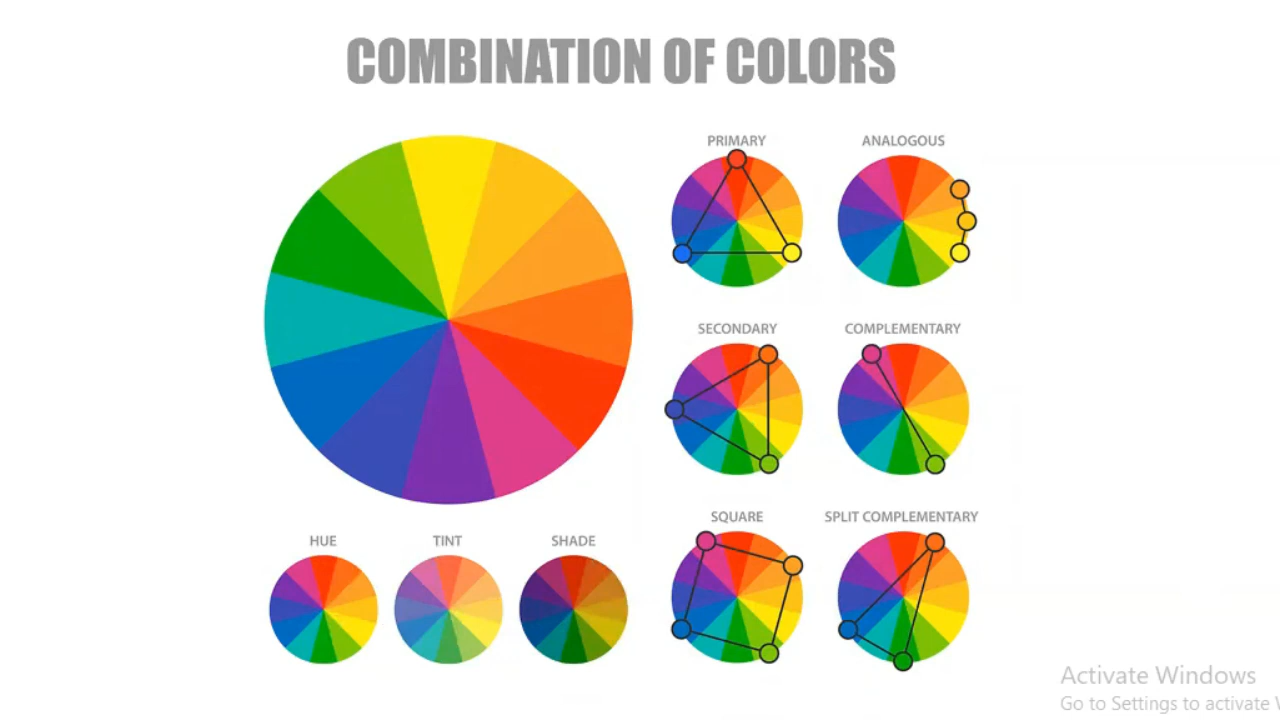 COMBINATION OF COLORS
PRIMARY
ANALOGOUS
SECONDARY
COMPLEMENTARY
SQUARE
SPLIT COMPLEMENTARY
HUE
TINT
SHADE
Activate Windows
Go to Settings to activate